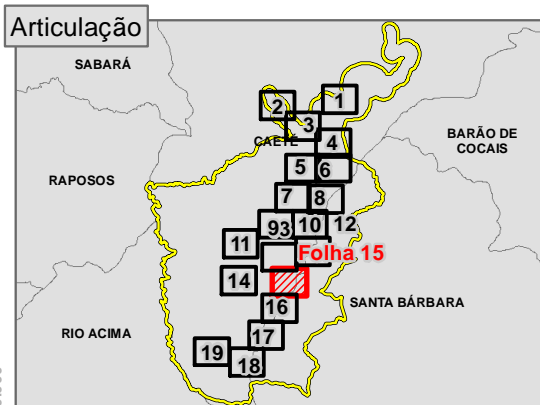 Articulação
SABARÁ
1
2
3
CAETÉ
4
BARÃO DE
COCAIS
5
6
RAPOSOS
7
8
93
10
12
11
Folha 15
14
SANTA BÁRBARA
16
RIO ACIMA
17
19
18